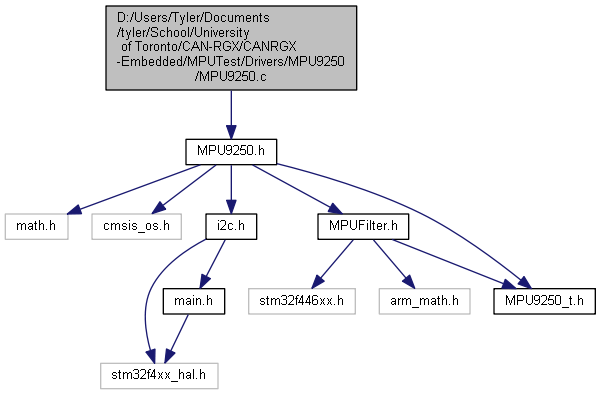 D:/Users/Tyler/Documents
/tyler/School/University
of Toronto/CAN-RGX/CANRGX
-Embedded/MPUTest/Drivers/MPU9250
/MPU9250.c
MPU9250.h
math.h
cmsis_os.h
i2c.h
MPUFilter.h
main.h
stm32f446xx.h
arm_math.h
MPU9250_t.h
stm32f4xx_hal.h